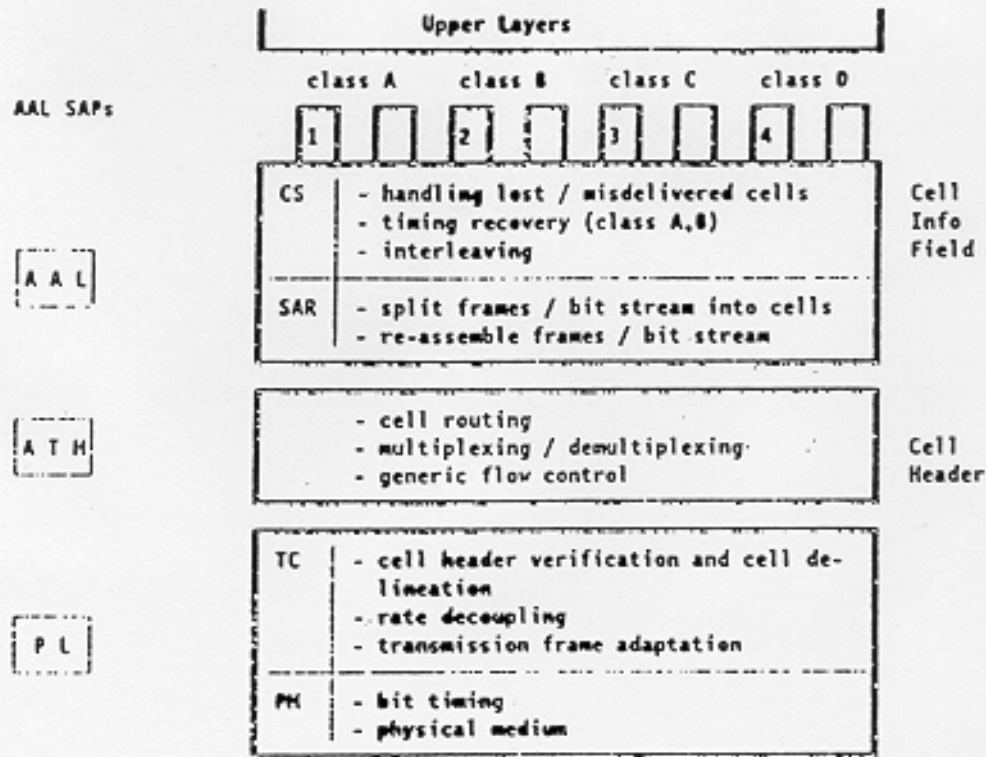 Upper Layers
class A class B class C class D
AAL SAPs
1 2 3 4
CS - handling lost / misdelivered cells Cell
- timing recovery (class A,B) Info
- interleaving Field
A A L
SAR - split frames / bit stream into cells
- re-assemble frames / bit stream
- cell routing
A T M - multiplexing / demultiplexing Cell
- generic flow control Header
TC - cell header verification and cell de-
lineation
- rate decoupling
P L - transmission frame adaptation
PM - bit timing
- physical medium